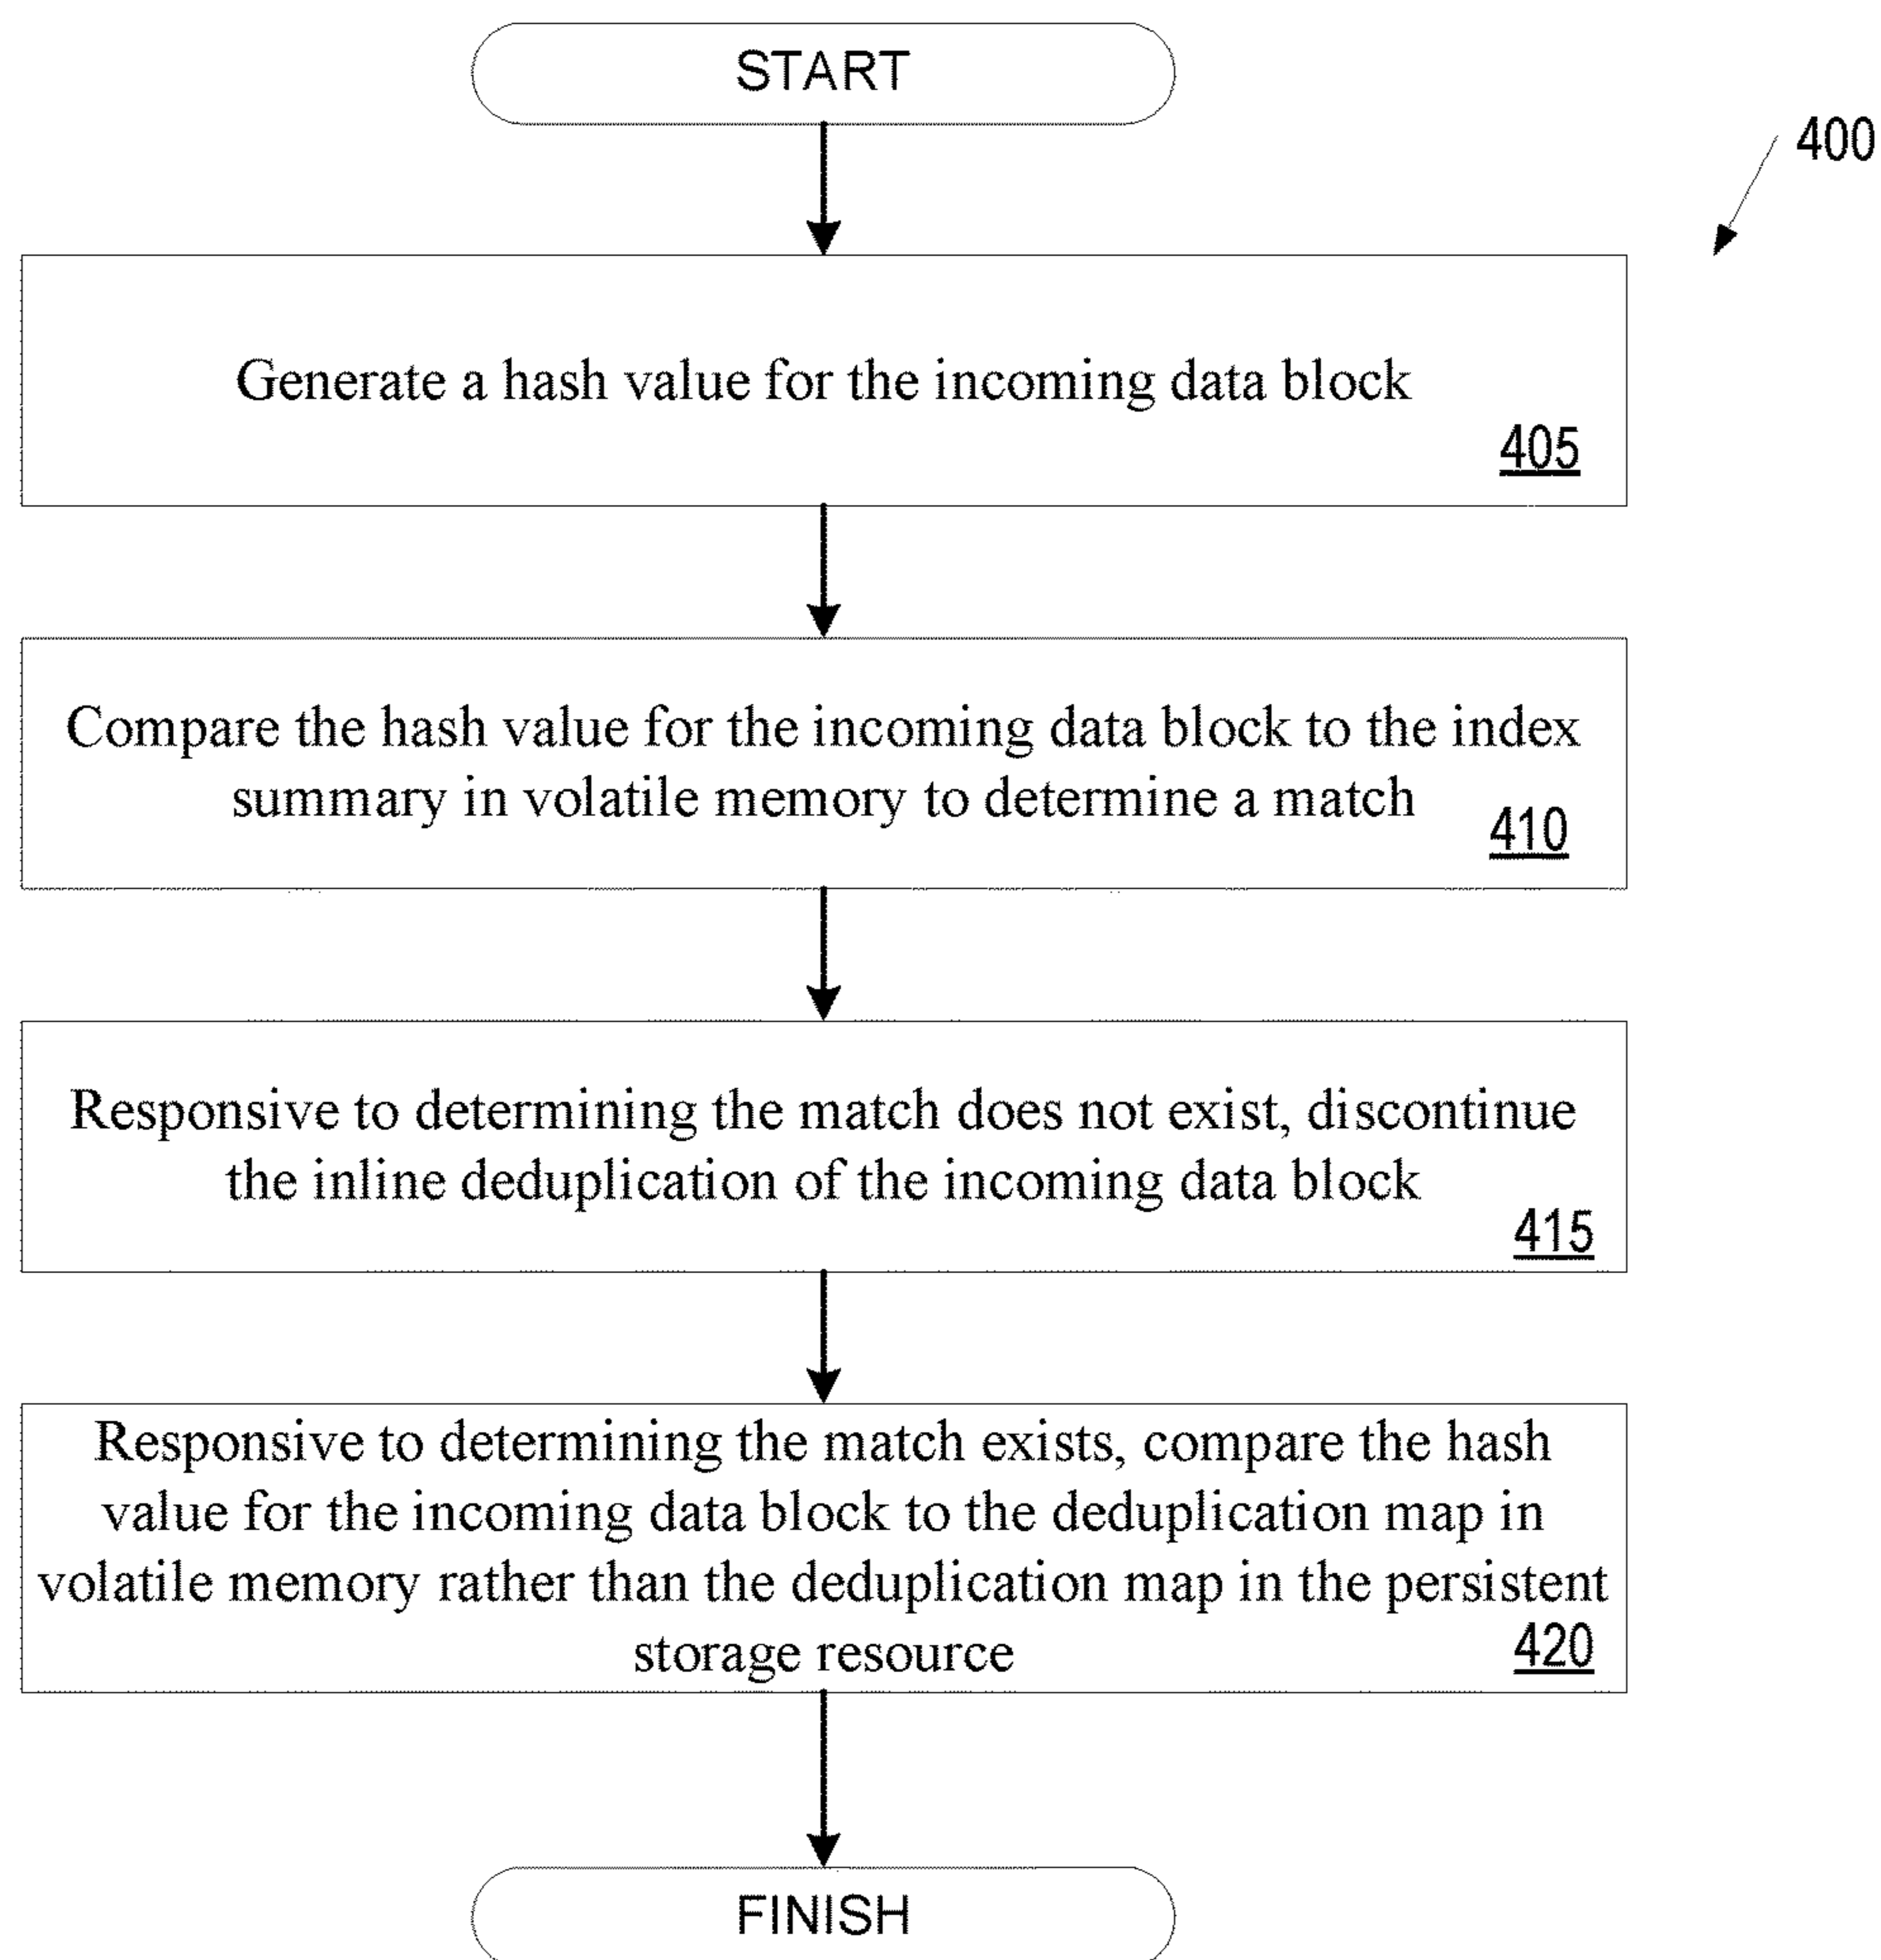 START
400
Generate a hash value for the incoming data block
405
Compare the hash value for the incoming data block to the index
summary in volatile memory to determine a match
410
Responsive to determining the match does not exist, discontinue
the inline deduplication of the incoming data block
415
Responsive to determining the match exists, compare the hash
value for the incoming data block to the deduplication map in
volatile memory rather than the deduplication map in the persistent
storage resource
420
FINISH